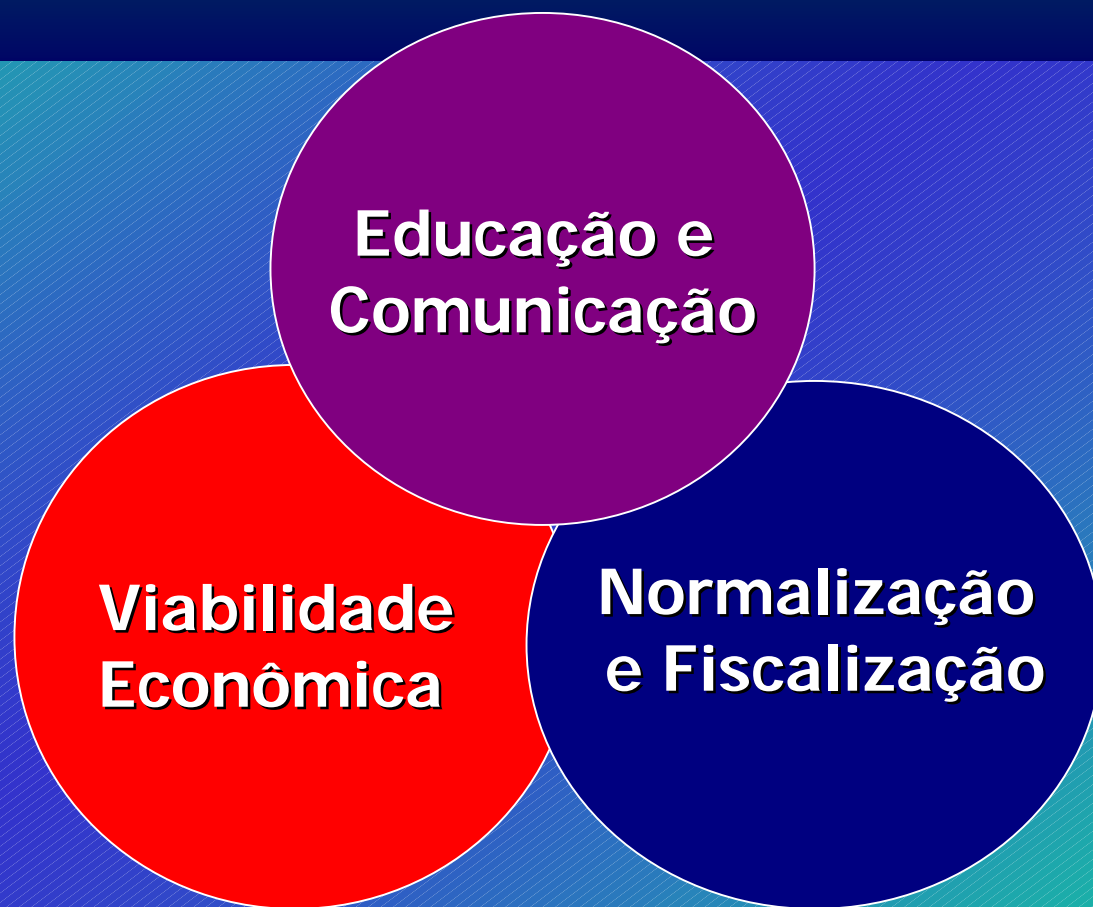 Educação e
Comunicação
Viabilidade
Econômica
Normalização
e Fiscalização